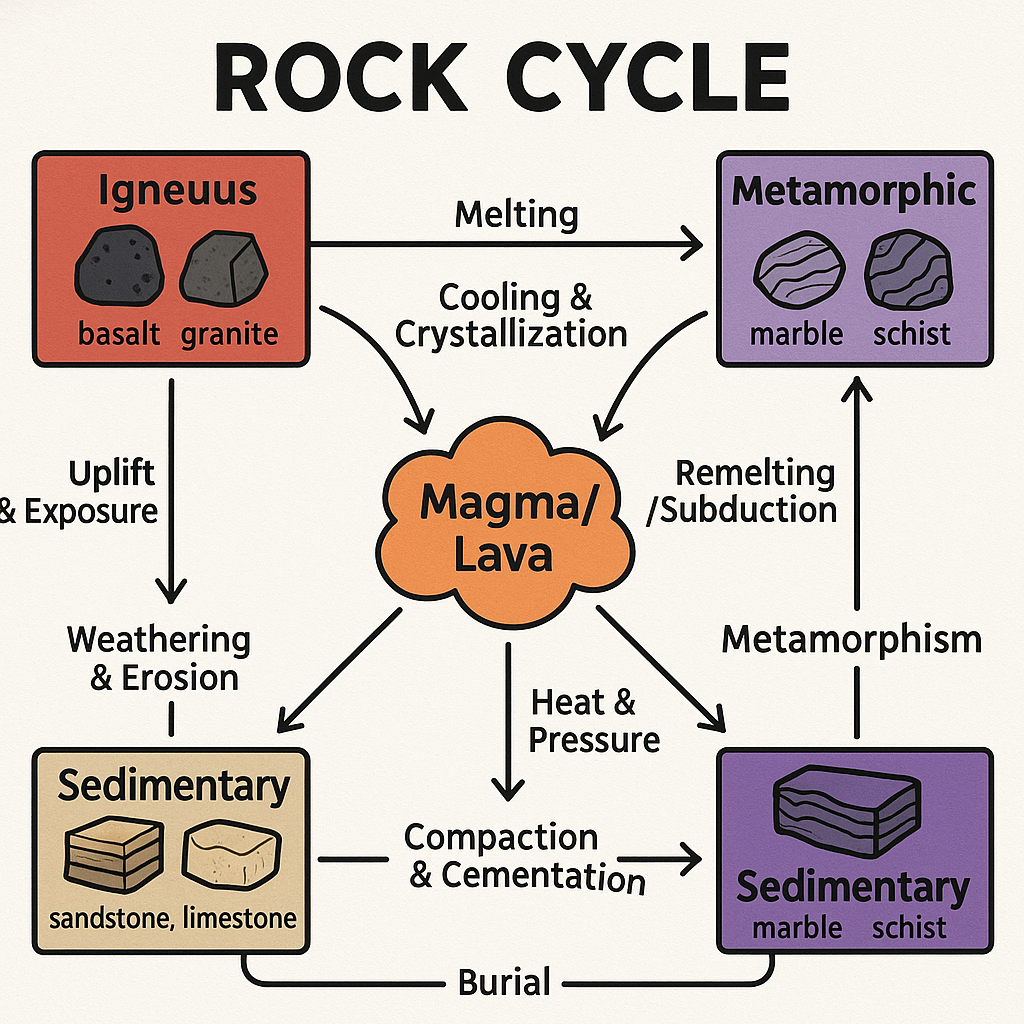 ROCK CYCLE
Igneuus
basalt granite
Melting
Metamorphic
marble schist
Cooling &
Crystallization
Uplift
& Exposure
Magma/
Lava
Remelting
/Subduction
Weathering
& Erosion
Metamorphism
Heat &
Pressure
Sedimentary
sandstone, limestone
Compaction
& Cementation
Sedimentary
marble schist
Burial